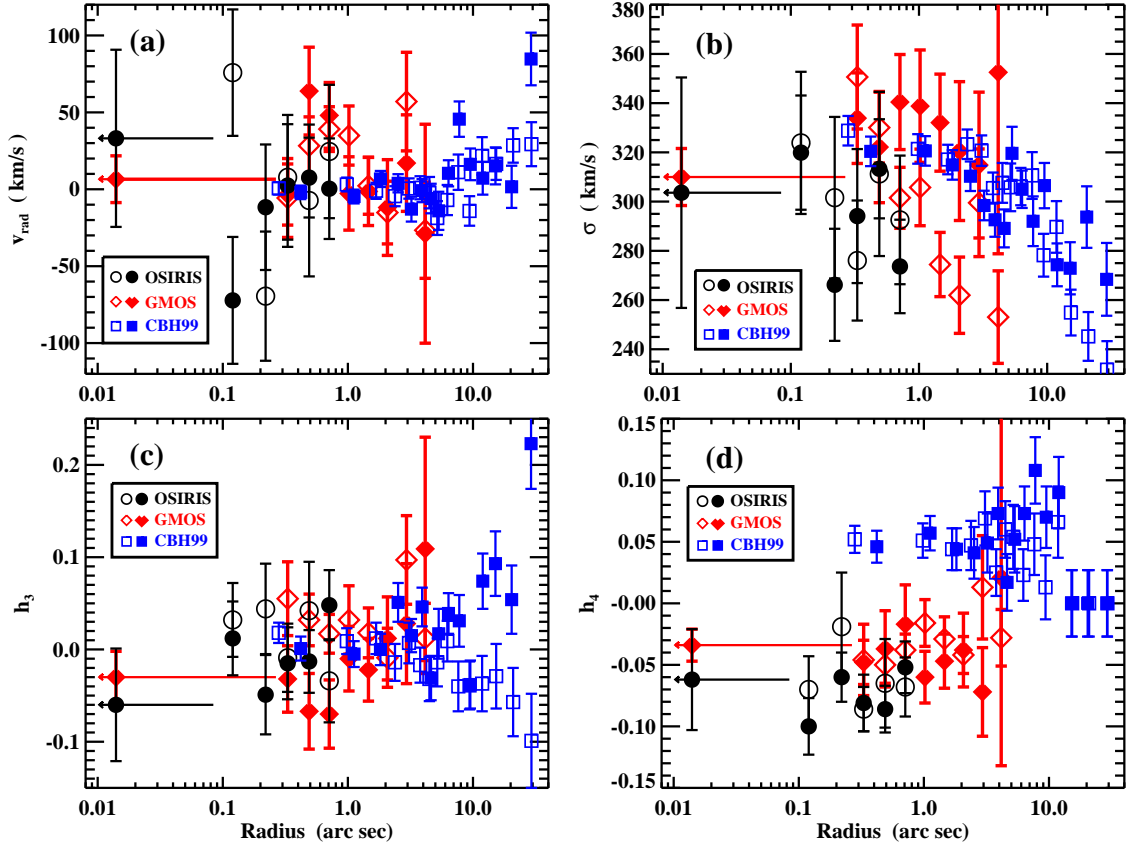 (a)
100
50
0
-50
-100
v_rad ( km/s)
OSIRIS
GMOS
CBH99
0.01 0.1 1.0 10.0
(b)
380
360
340
320
300
280
260
240
σ ( km/s)
OSIRIS
GMOS
CBH99
0.01 0.1 1.0 10.0
(c)
0.2
0.1
0.0
-0.1
h_3
OSIRIS
GMOS
CBH99
0.01 0.1 1.0 10.0
Radius (arc sec)
(d)
0.15
0.10
0.05
-0.00
-0.05
-0.10
-0.15
h_4
OSIRIS
GMOS
CBH99
0.01 0.1 1.0 10.0
Radius (arc sec)